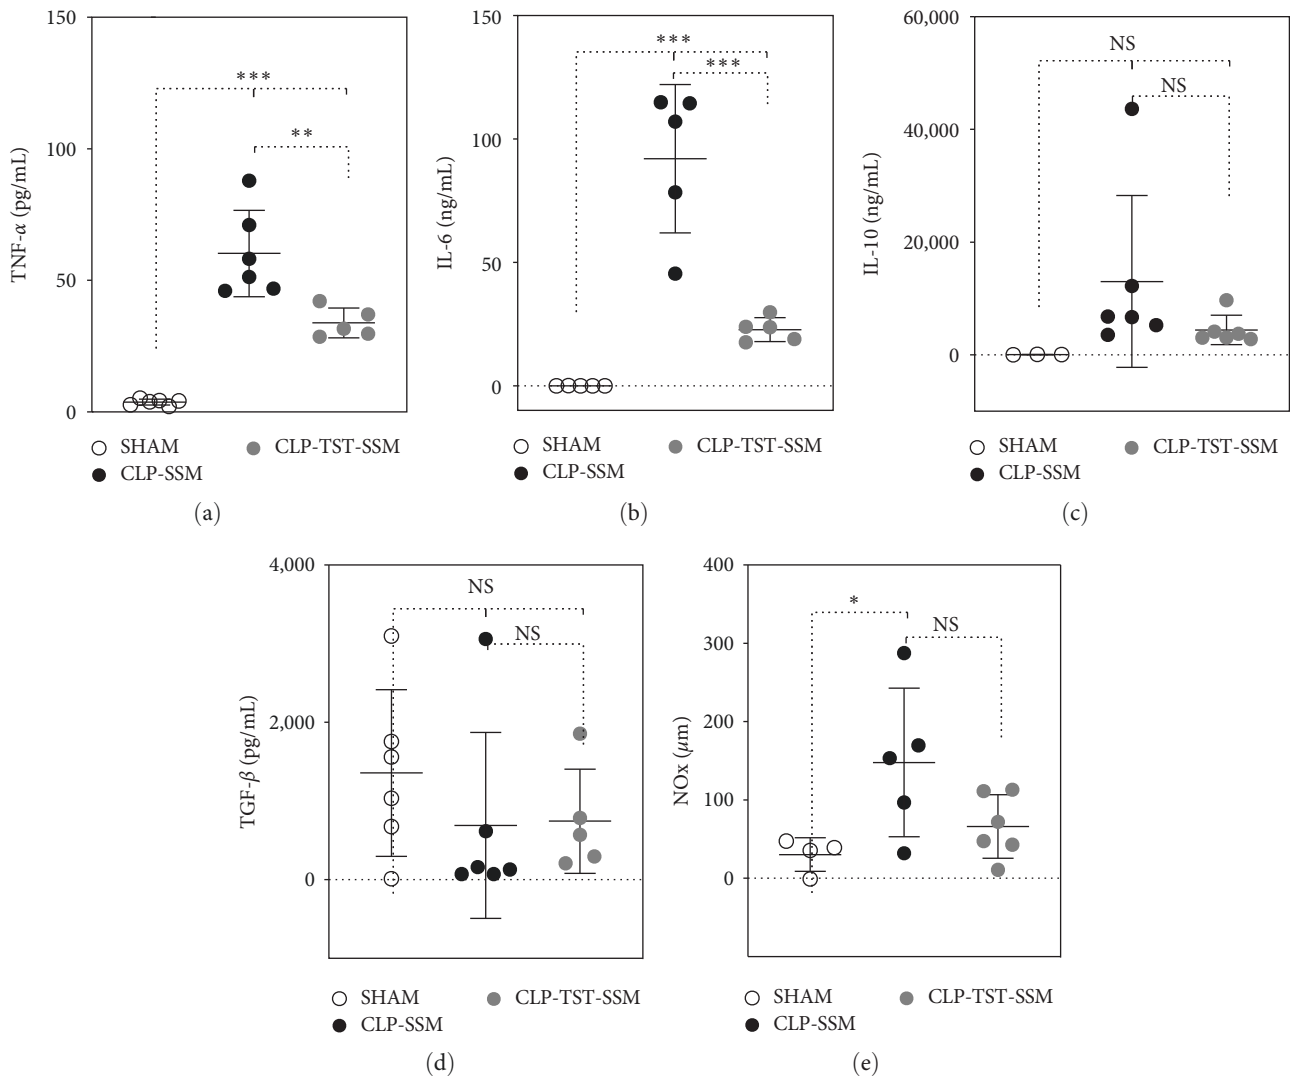 150
100
50
0
TNF-α (pg/mL)
***
**
SHAM
CLP-SSM
CLP-TST-SSM
(a)
150
100
50
0
IL-6 (ng/mL)
***
***
SHAM
CLP-SSM
CLP-TST-SSM
(b)
60,000
40,000
20,000
0
IL-10 (ng/mL)
NS
NS
SHAM
CLP-SSM
CLP-TST-SSM
(c)
4,000
2,000
0
TGF-β (pg/mL)
NS
NS
SHAM
CLP-SSM
CLP-TST-SSM
(d)
400
300
200
100
0
NOx (µm)
*
NS
SHAM
CLP-SSM
CLP-TST-SSM
(e)